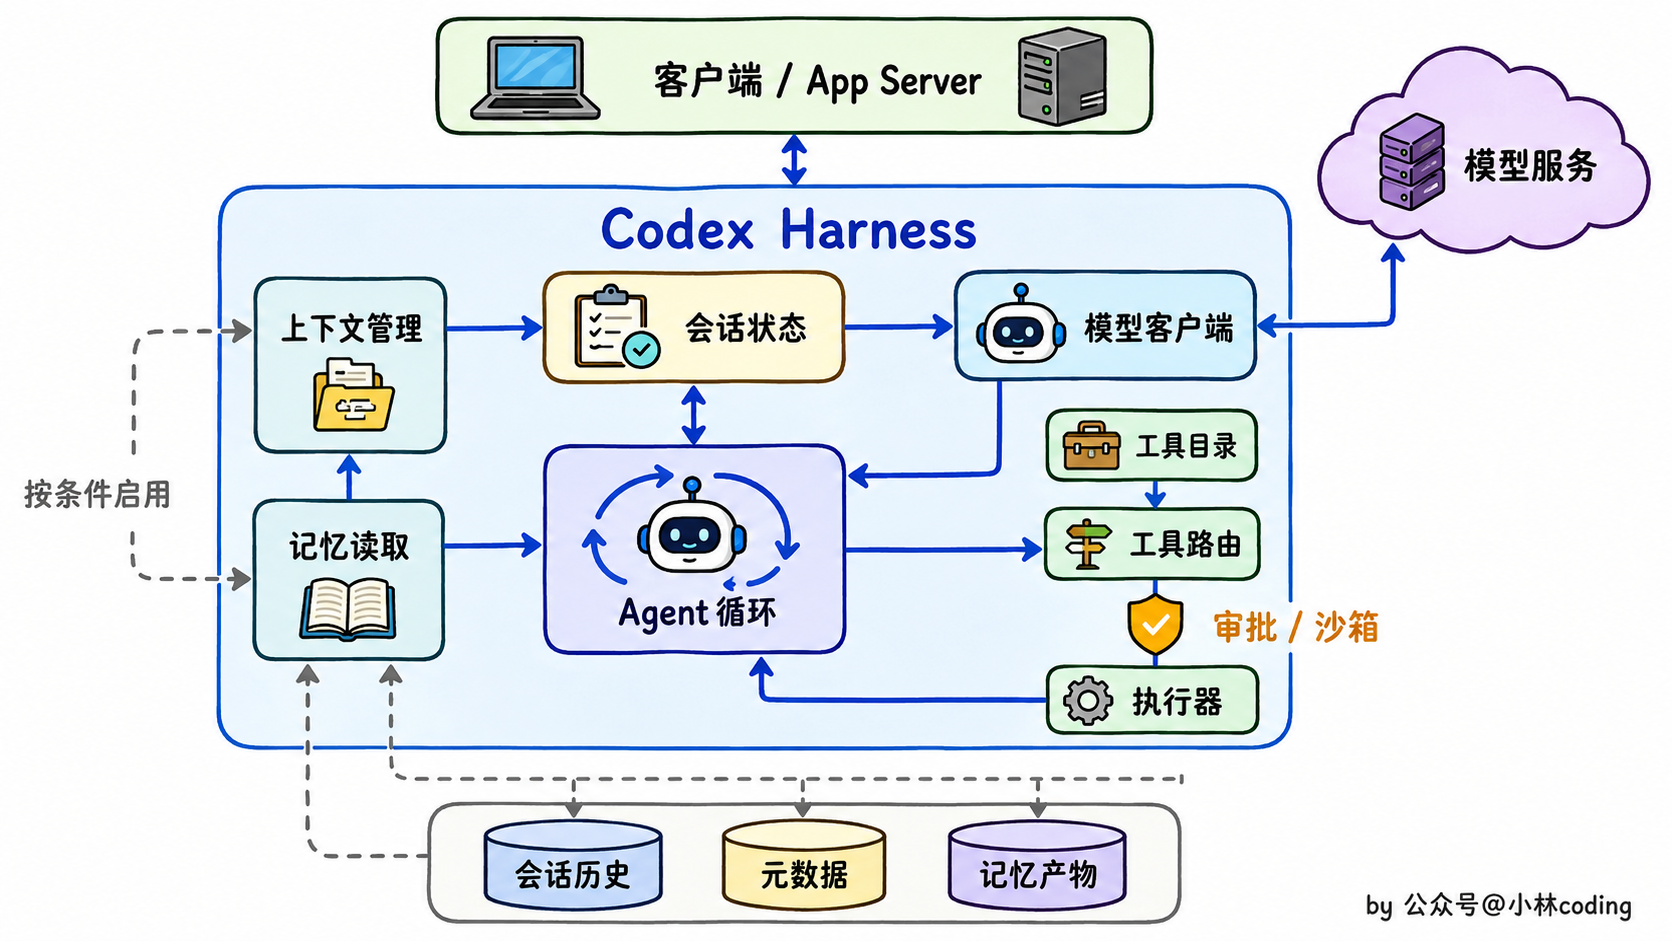 客户端 / App Server
模型服务
Codex Harness
上下文管理
会话状态
模型客户端
工具目录
按条件启用
记忆读取
工具路由
Agent 循环
审批 / 沙箱
执行器
会话历史
元数据
记忆产物
by 公众号@小林coding